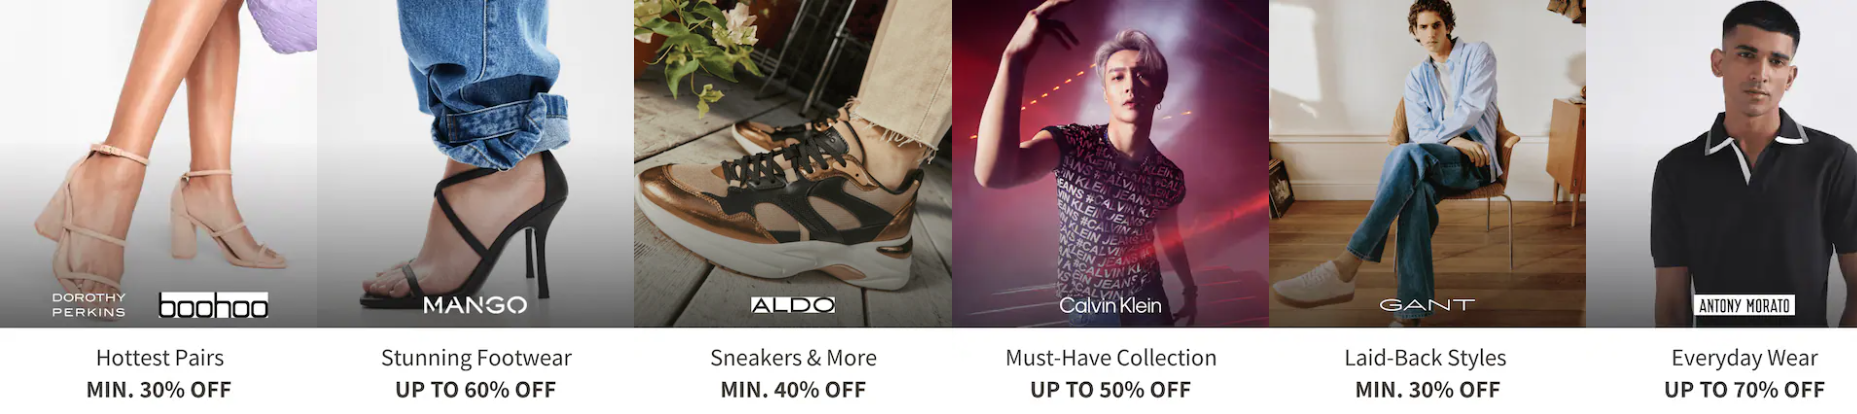 DOROTHY
PERKINS
boohoo
MANGO
ALDO
Calvin Klein
GANT
ANTONY MORATO
Hottest Pairs
MIN. 30% OFF
Stunning Footwear
UP TO 60% OFF
Sneakers & More
MIN. 40% OFF
Must-Have Collection
UP TO 50% OFF
Laid-Back Styles
MIN. 30% OFF
Everyday Wear
UP TO 70% OFF